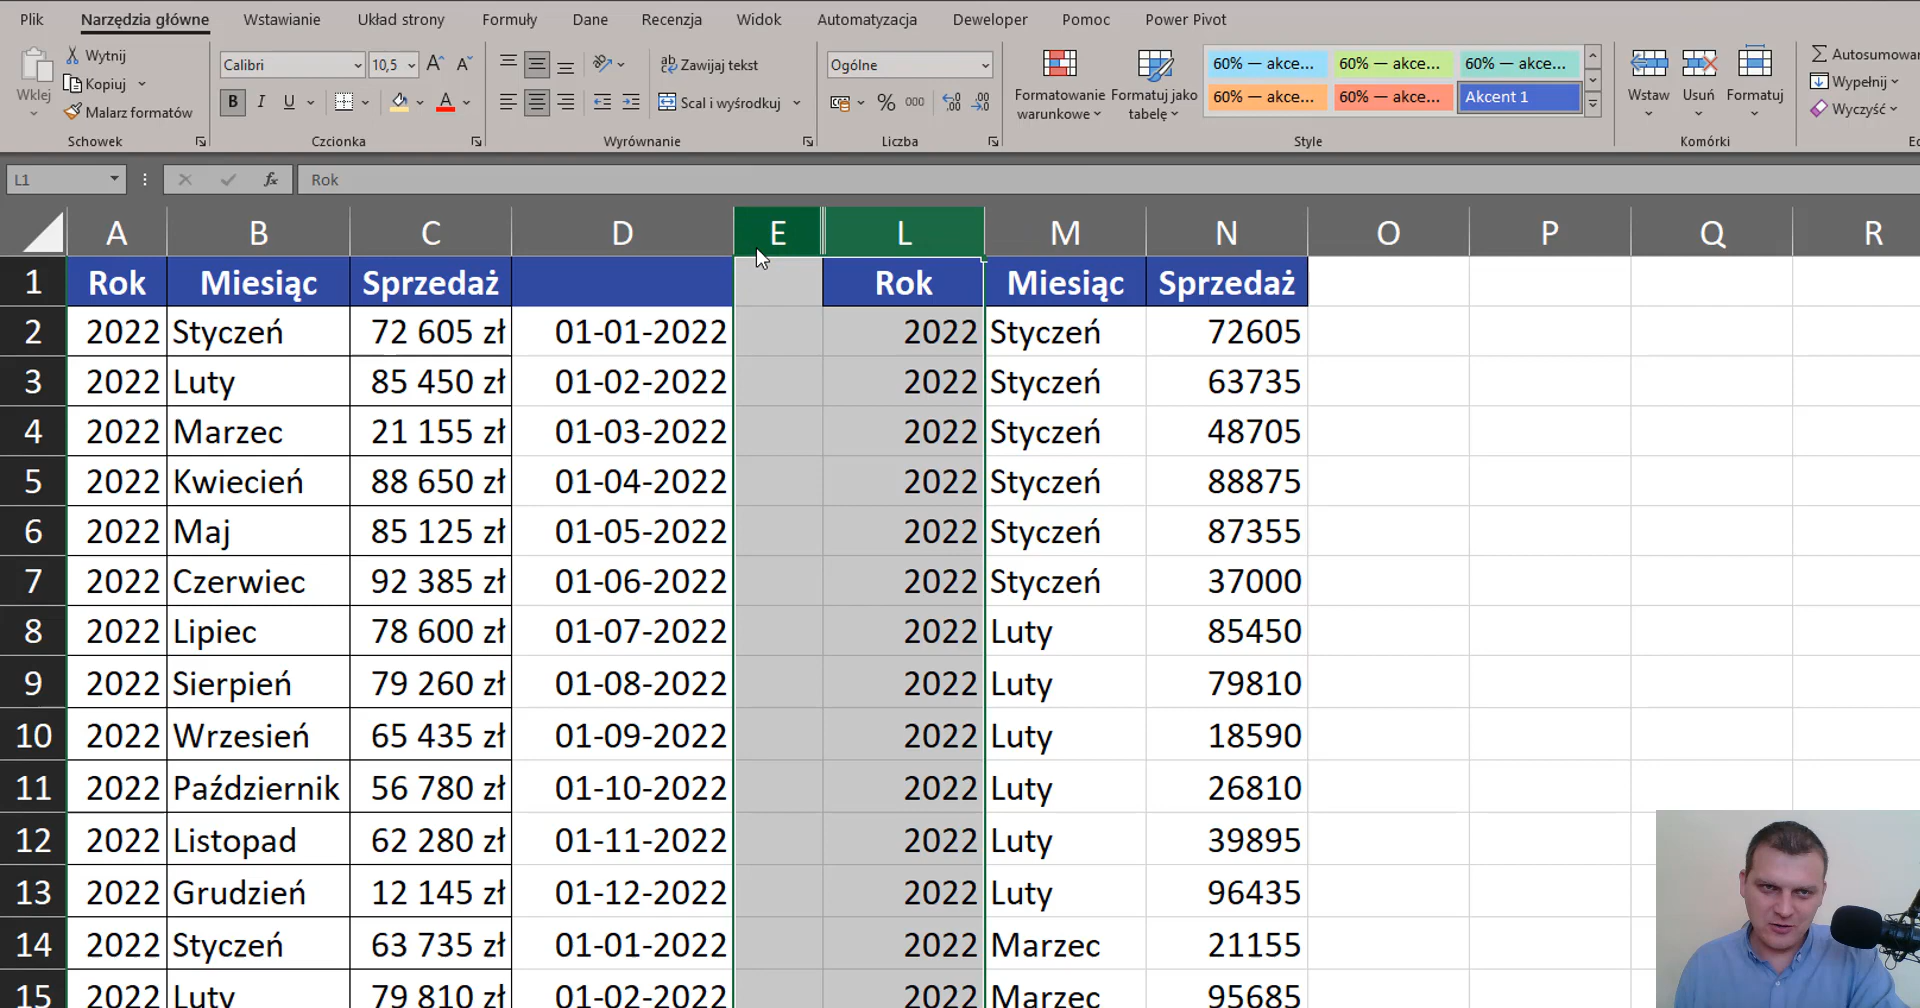 Plik Narzędzia główne Wstawianie Układ strony Formuły Dane Recenzja Widok Automatyzacja Deweloper Pomoc Power Pivot
Wklej
Wytnij
Kopiuj
Malarz formatów
Schowek
Calibri 10,5 A A
B I U A
Czcionka
ab Zawijaj tekst
Scal i wyśrodkuj
Wyrównanie
Ogólne
% 000
Liczba
Formatowanie warunkowe
Formatuj jako tabelę
60% — akce... 60% — akce... 60% — akce...
60% — akce... 60% — akce... Akcent 1
Style
Wstaw Usuń Formatuj
Komórki
Autosumowa
Wypełnij
Wyczyść
L1 fx Rok
A B C D E L M N O P Q R
1 Rok Miesiąc Sprzedaż Rok Miesiąc Sprzedaż
2 2022 Styczeń 72 605 zł 01-01-2022 2022 Styczeń 72605
3 2022 Luty 85 450 zł 01-02-2022 2022 Styczeń 63735
4 2022 Marzec 21 155 zł 01-03-2022 2022 Styczeń 48705
5 2022 Kwiecień 88 650 zł 01-04-2022 2022 Styczeń 88875
6 2022 Maj 85 125 zł 01-05-2022 2022 Styczeń 87355
7 2022 Czerwiec 92 385 zł 01-06-2022 2022 Styczeń 37000
8 2022 Lipiec 78 600 zł 01-07-2022 2022 Luty 85450
9 2022 Sierpień 79 260 zł 01-08-2022 2022 Luty 79810
10 2022 Wrzesień 65 435 zł 01-09-2022 2022 Luty 18590
11 2022 Październik 56 780 zł 01-10-2022 2022 Luty 26810
12 2022 Listopad 62 280 zł 01-11-2022 2022 Luty 39895
13 2022 Grudzień 12 145 zł 01-12-2022 2022 Luty 96435
14 2022 Styczeń 63 735 zł 01-01-2022 2022 Marzec 21155
15 2022 Luty 79 810 zł 01-02-2022 2022 Marzec 95685